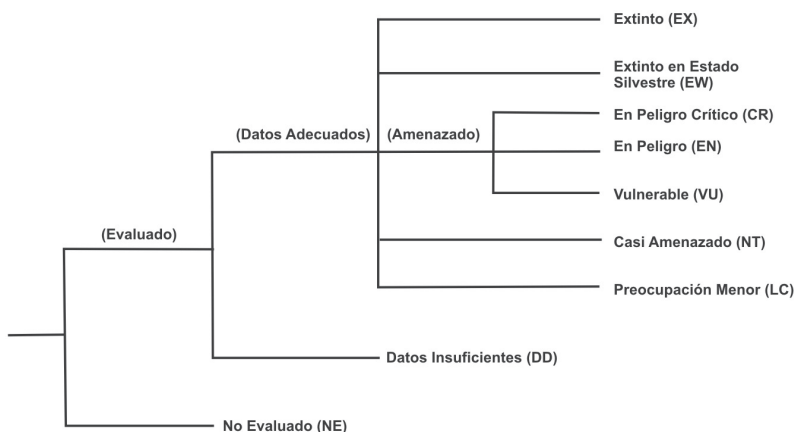 Extinto (EX)
Extinto en Estado
Silvestre (EW)
En Peligro Crítico (CR)
(Datos Adecuados)
(Amenazado)
En Peligro (EN)
Vulnerable (VU)
(Evaluado)
Casi Amenazado (NT)
Preocupación Menor (LC)
Datos Insuficientes (DD)
No Evaluado (NE)